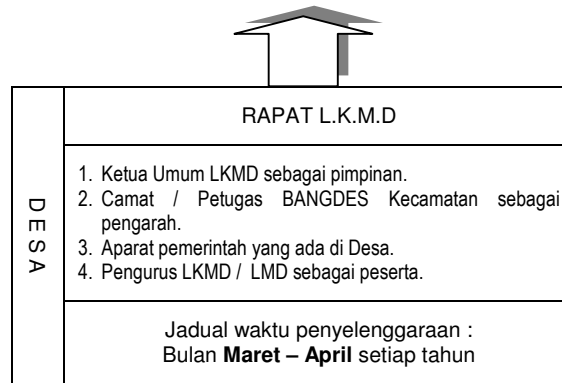 DESA
RAPAT L.K.M.D
1. Ketua Umum LKMD sebagai pimpinan.
2. Camat / Petugas BANGDES Kecamatan sebagai
pengarah.
3. Aparat pemerintah yang ada di Desa.
4. Pengurus LKMD / LMD sebagai peserta.
Jadual waktu penyelenggaraan :
Bulan Maret – April setiap tahun